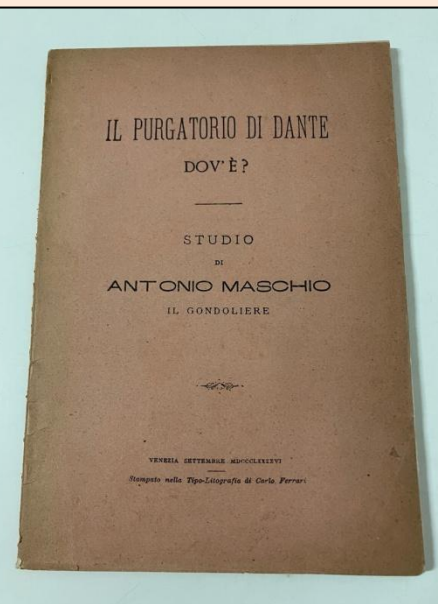 IL PURGATORIO DI DANTE
DOV'È?
STUDIO
DI
ANTONIO MASCHIO
IL GONDOLIERE
VENEZIA SETTEMBRE MDCCCLXXXVI
Stampato nella Tipo-Litografia di Carlo Ferrari